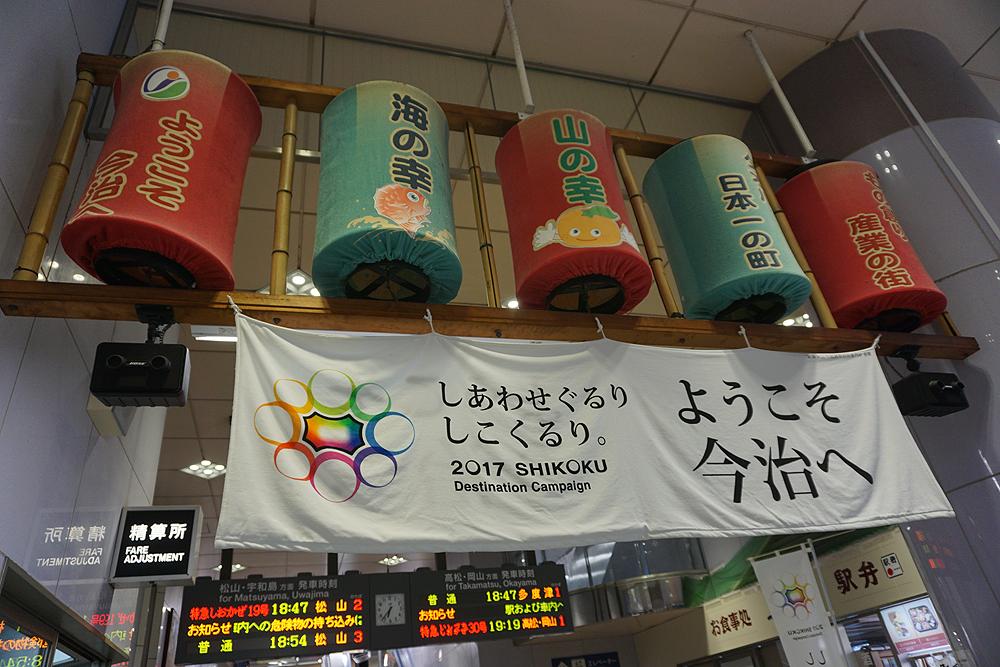 ようこそ
海の幸
山の幸
日本一の町
産業の街
しあわせぐるり
しこくるり。
2017 SHIKOKU
Destination Campaign
ようこそ
今治へ
精算所
FARE
ADJUSTMENT
松山・宇和島 方面 発車時刻
for Matsuyama, Uwajima
特急しおかぜ19号 18:47 松山 2
お知らせ 内への危険物の持ち込みに
普通 18:54 松山 3
高松・岡山 方面 発車時刻
for Takamatsu, Okayama
普通 18:47 多度津 1
お知らせ 駅および車内へ
特急しおかぜ30号 19:19 高松・岡山 1
お食事処
駅弁
2017 SHIKOKU
BOSE